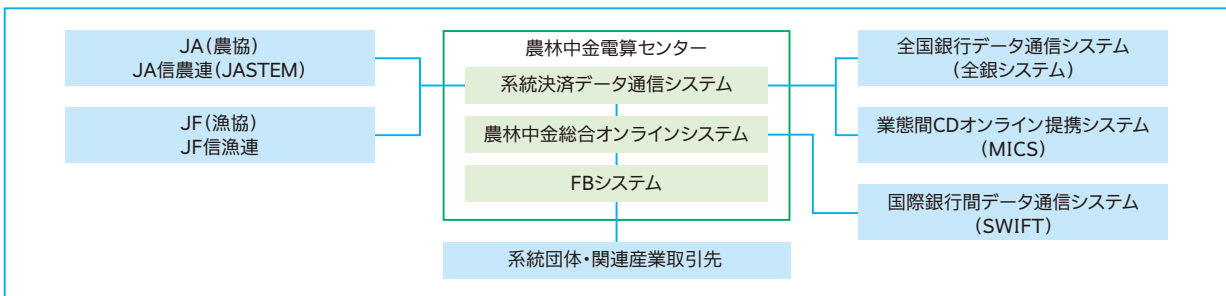 JA(農協)
JA信農連(JASTEM)
JF(漁協)
JF信漁連
農林中金電算センター
系統決済データ通信システム
農林中金総合オンラインシステム
FBシステム
系統団体・関連産業取引先
全国銀行データ通信システム
(全銀システム)
業態間CDオンライン提携システム
(MICS)
国際銀行間データ通信システム
(SWIFT)